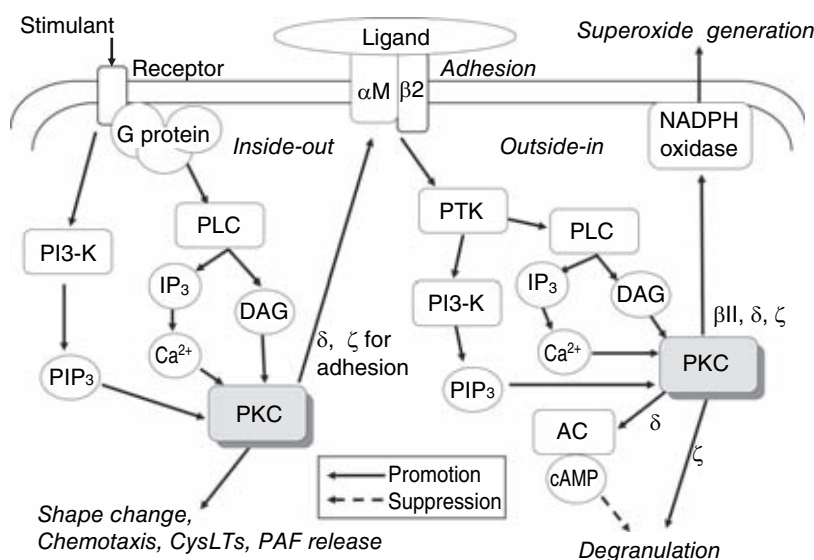 Stimulant
Ligand
Superoxide generation
Receptor
αM
β2
Adhesion
G protein
Inside-out
Outside-in
NADPH
oxidase
PLC
PTK
PLC
PI3-K
IP₃
DAG
PI3-K
IP₃
DAG
βII, δ, ζ
Ca²⁺
δ, ζ for
adhesion
Ca²⁺
PIP₃
PKC
PIP₃
PKC
AC
δ
cAMP
ζ
Promotion
Suppression
Shape change,
Chemotaxis, CysLTs, PAF release
Degranulation